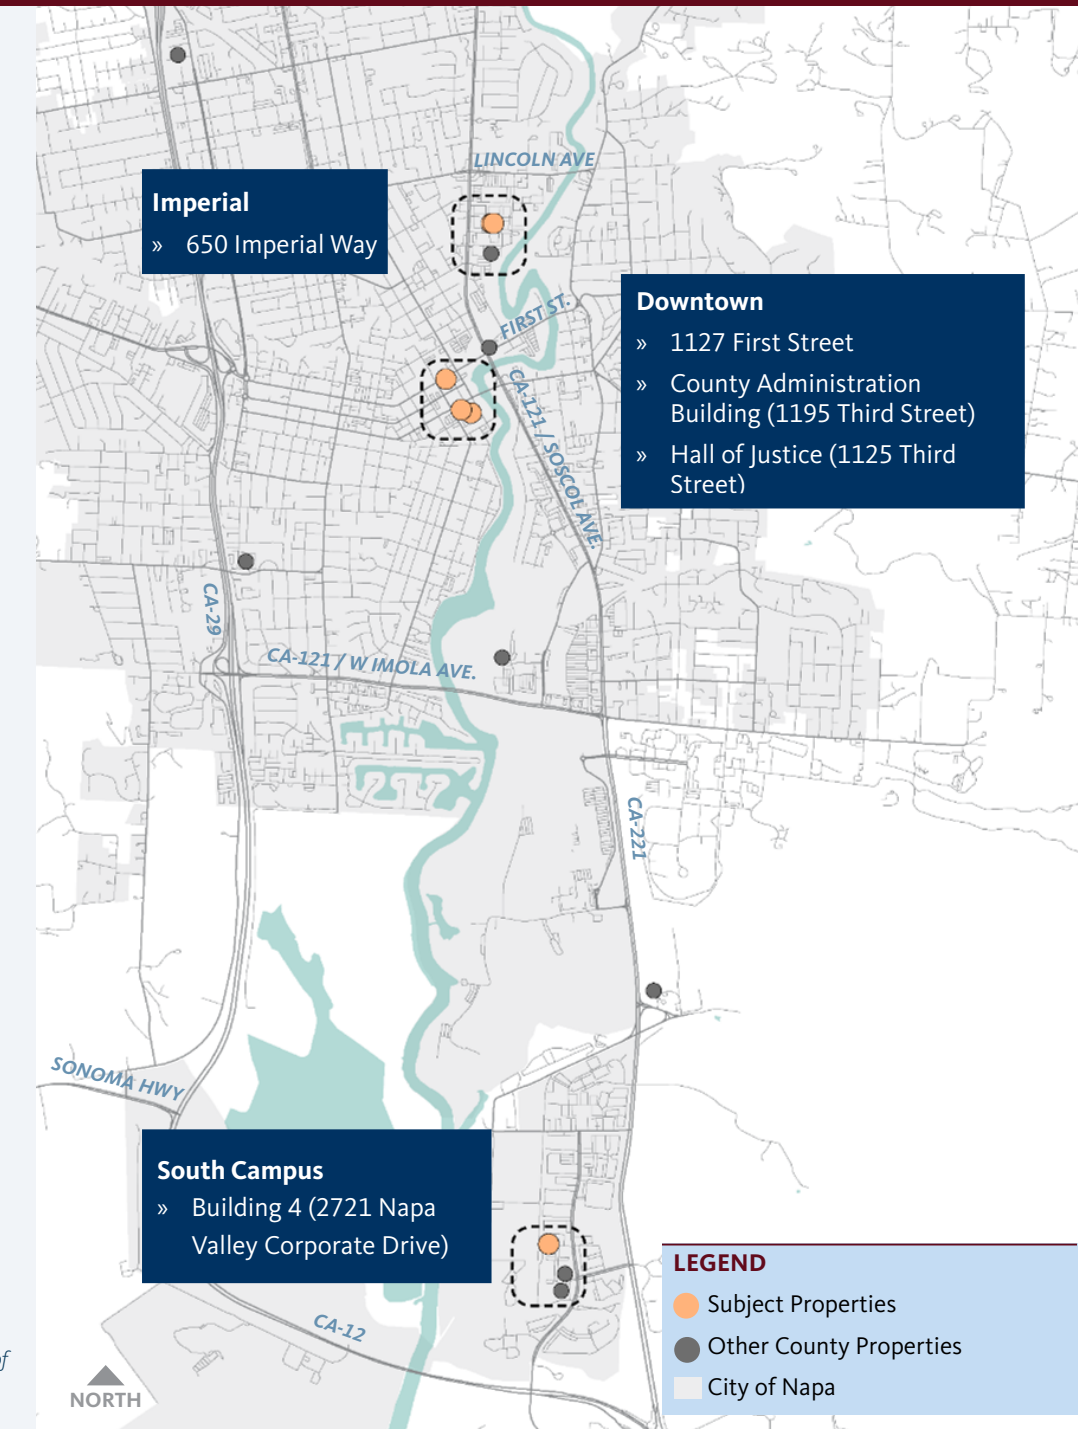 LINCOLN AVE
Imperial
» 650 Imperial Way
FIRST ST.
Downtown
» 1127 First Street
» County Administration
Building (1195 Third Street)
» Hall of Justice (1125 Third
Street)
CA-121 / SOSCOL AVE.
CA-29
CA-121 / W IMOLA AVE.
CA-221
SONOMA HWY
South Campus
» Building 4 (2721 Napa
Valley Corporate Drive)
CA-12
of
NORTH
LEGEND
Subject Properties
Other County Properties
City of Napa